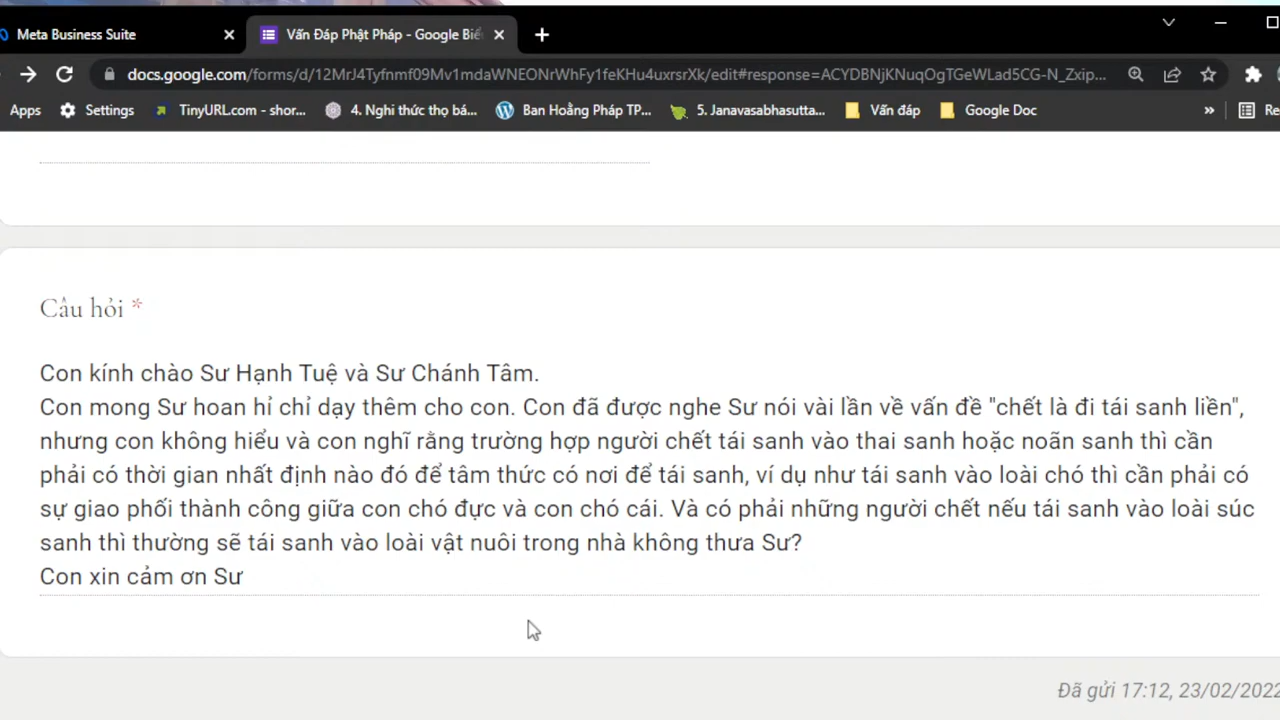 Meta Business Suite
Vấn Đáp Phật Pháp - Google Biể
docs.google.com/forms/d/12MrJ4Tyfnmf09Mv1mdaWNEONrWhFy1feKHu4uxrsrXk/edit#response=ACYDBNjKNuqOgTGeWLad5CG-N_Zxip...
Apps Settings TinyURL.com - shor... 4. Nghi thức thọ bá... Ban Hoằng Pháp TP... 5. Janavasabhasutta... Vấn đáp Google Doc » Re
Câu hỏi *
Con kính chào Sư Hạnh Tuệ và Sư Chánh Tâm.
Con mong Sư hoan hỉ chỉ dạy thêm cho con. Con đã được nghe Sư nói vài lần về vấn đề "chết là đi tái sanh liền",
nhưng con không hiểu và con nghĩ rằng trường hợp người chết tái sanh vào thai sanh hoặc noãn sanh thì cần
phải có thời gian nhất định nào đó để tâm thức có nơi để tái sanh, ví dụ như tái sanh vào loài chó thì cần phải có
sự giao phối thành công giữa con chó đực và con chó cái. Và có phải những người chết nếu tái sanh vào loài súc
sanh thì thường sẽ tái sanh vào loài vật nuôi trong nhà không thưa Sư?
Con xin cảm ơn Sư
Đã gửi 17:12, 23/02/2022